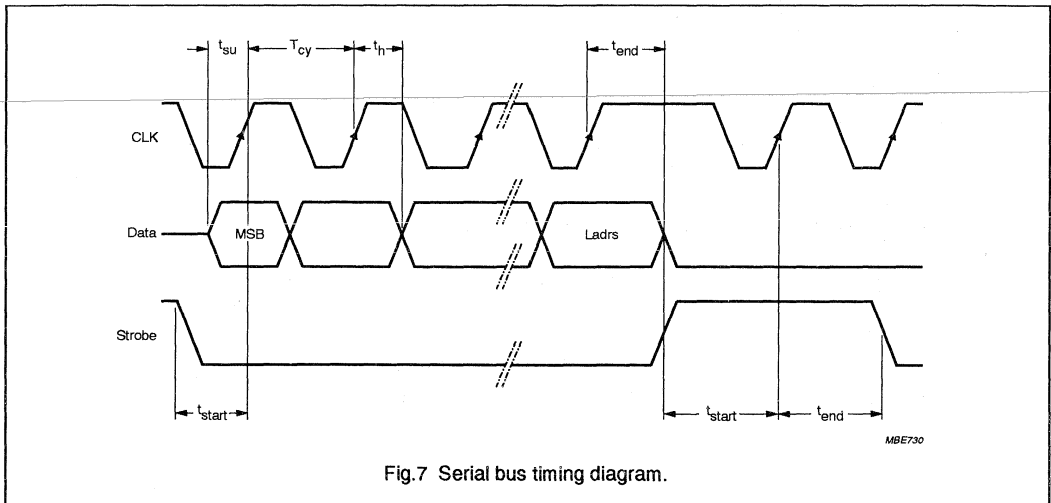 tsu Tcy th tend
CLK
Data MSB Ladrs
Strobe
tstart tstart tend
MBE730
Fig.7 Serial bus timing diagram.